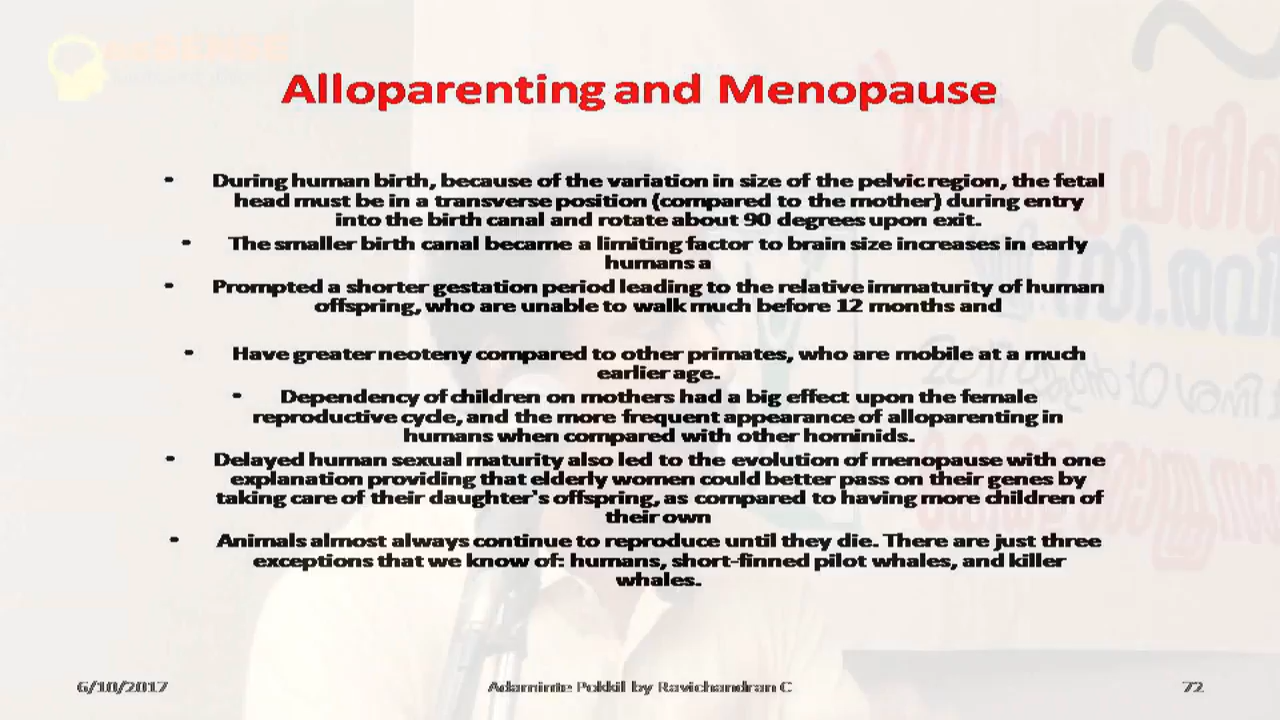 Alloparenting and Menopause
• During human birth, because of the variation in size of the pelvic region, the fetal
head must be in a transverse position (compared to the mother) during entry
into the birth canal and rotate about 90 degrees upon exit.
• The smaller birth canal became a limiting factor to brain size increases in early
humans a
• Prompted a shorter gestation period leading to the relative immaturity of human
offspring, who are unable to walk much before 12 months and
• Have greater neoteny compared to other primates, who are mobile at a much
earlier age.
• Dependency of children on mothers had a big effect upon the female
reproductive cycle, and the more frequent appearance of alloparenting in
humans when compared with other hominids.
• Delayed human sexual maturity also led to the evolution of menopause with one
explanation providing that elderly women could better pass on their genes by
taking care of their daughter's offspring, as compared to having more children of
their own
• Animals almost always continue to reproduce until they die. There are just three
exceptions that we know of: humans, short-finned pilot whales, and killer
whales.
6/10/2017
Adaminte Pokkil by Ravichandran C
72